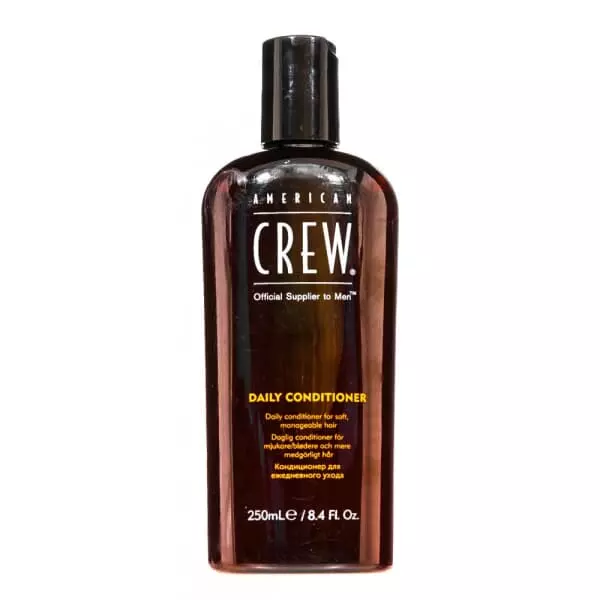 AMERICAN
CREW®
Official Supplier to Men™
DAILY CONDITIONER
Daily conditioner for soft,
manageable hair
Daglig conditioner för
mjukare/blødere och mere
medgörligt hår
Кондиционер для
ежедневного ухода
250mL℮ / 8.4 Fl. Oz.